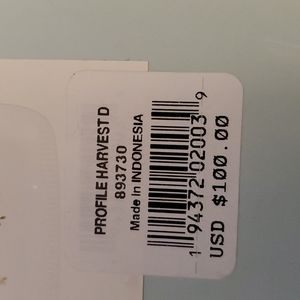 PROFILE HARVEST D
893730
Made in INDONESIA
1 94372 02003 9
USD $100.00